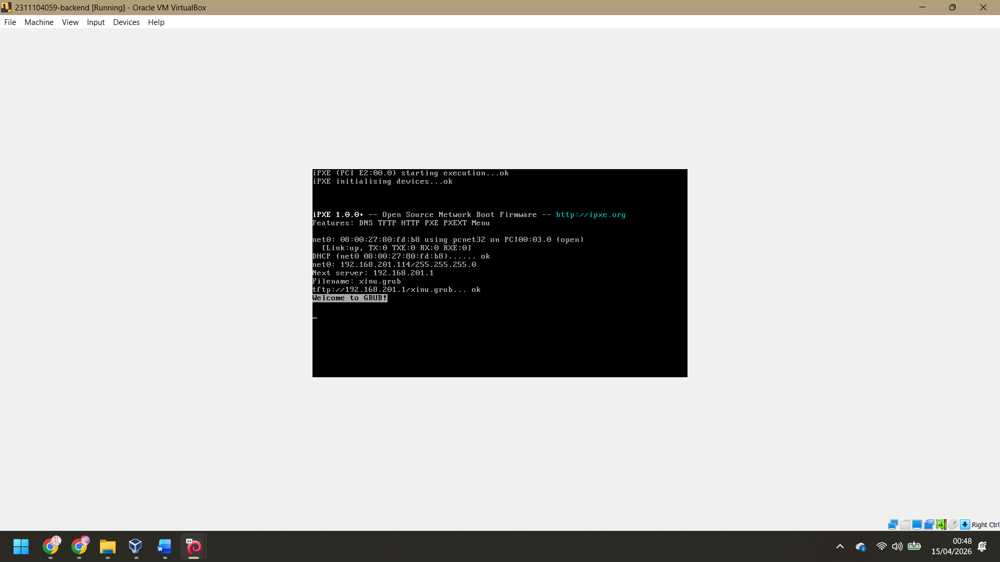 2311104059-backend [Running] - Oracle VM VirtualBox
File Machine View Input Devices Help
iPXE (PCI E2:00.0) starting execution...ok
iPXE initialising devices...ok
iPXE 1.0.0+ -- Open Source Network Boot Firmware -- http://ipxe.org
Features: DNS TFTP HTTP PXE PXEXT Menu
net0: 08:00:27:80:fd:b8 using pcnet32 on PCI00:03.0 (open)
[Link:up, TX:0 TXE:0 RX:0 RXE:0]
DHCP (net0 08:00:27:80:fd:b8)...... ok
net0: 192.168.201.114/255.255.255.0
Next server: 192.168.201.1
Filename: xinu.grub
tftp://192.168.201.1/xinu.grub... ok
Welcome to GRUB!
_
Right Ctrl
64
W
00:48
15/04/2026